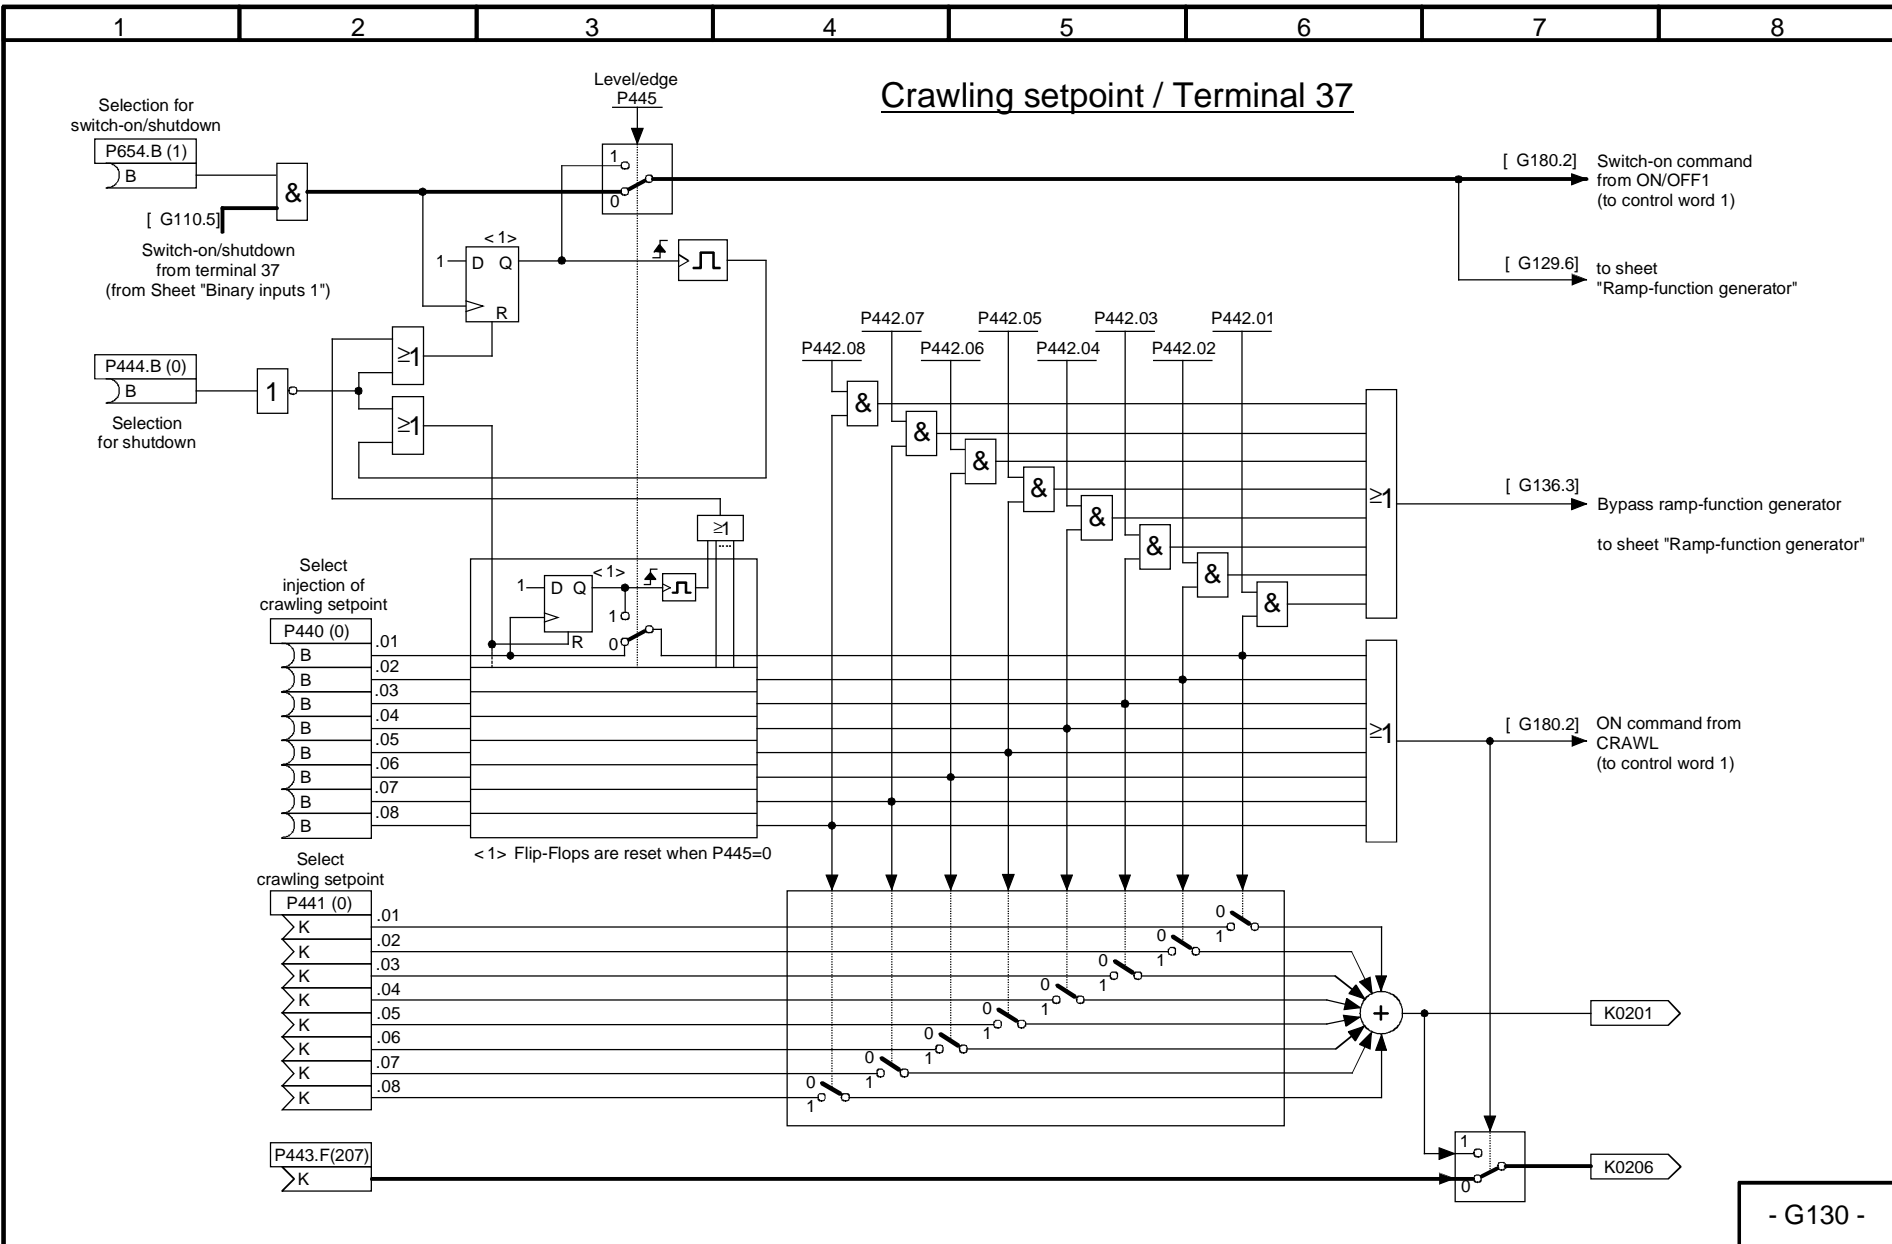 1 2 3 4 5 6 7 8
Crawling setpoint / Terminal 37
Level/edge
P445
Selection for
switch-on/shutdown
P654.B (1)
B
&
[ G110.5]
Switch-on/shutdown
from terminal 37
(from Sheet "Binary inputs 1")
1
0
[ G180.2]
Switch-on command
from ON/OFF1
(to control word 1)
[ G129.6]
to sheet
"Ramp-function generator"
<1>
1
D Q
R
≥1
≥1
P444.B (0)
B
1
Selection
for shutdown
P442.07 P442.05 P442.03 P442.01
P442.08 P442.06 P442.04 P442.02
&
&
&
&
&
&
&
&
≥1
[ G136.3]
Bypass ramp-function generator
to sheet "Ramp-function generator"
≥1
....
<1>
1
D Q
R
1
0
Select
injection of
crawling setpoint
P440 (0)
B .01
B .02
B .03
B .04
B .05
B .06
B .07
B .08
<1> Flip-Flops are reset when P445=0
≥1
[ G180.2]
ON command from
CRAWL
(to control word 1)
Select
crawling setpoint
P441 (0)
K .01
K .02
K .03
K .04
K .05
K .06
K .07
K .08
0
1
0
1
0
1
0
1
0
1
0
1
0
1
0
1
+
K0201
P443.F(207)
K
1
0
K0206
- G130 -